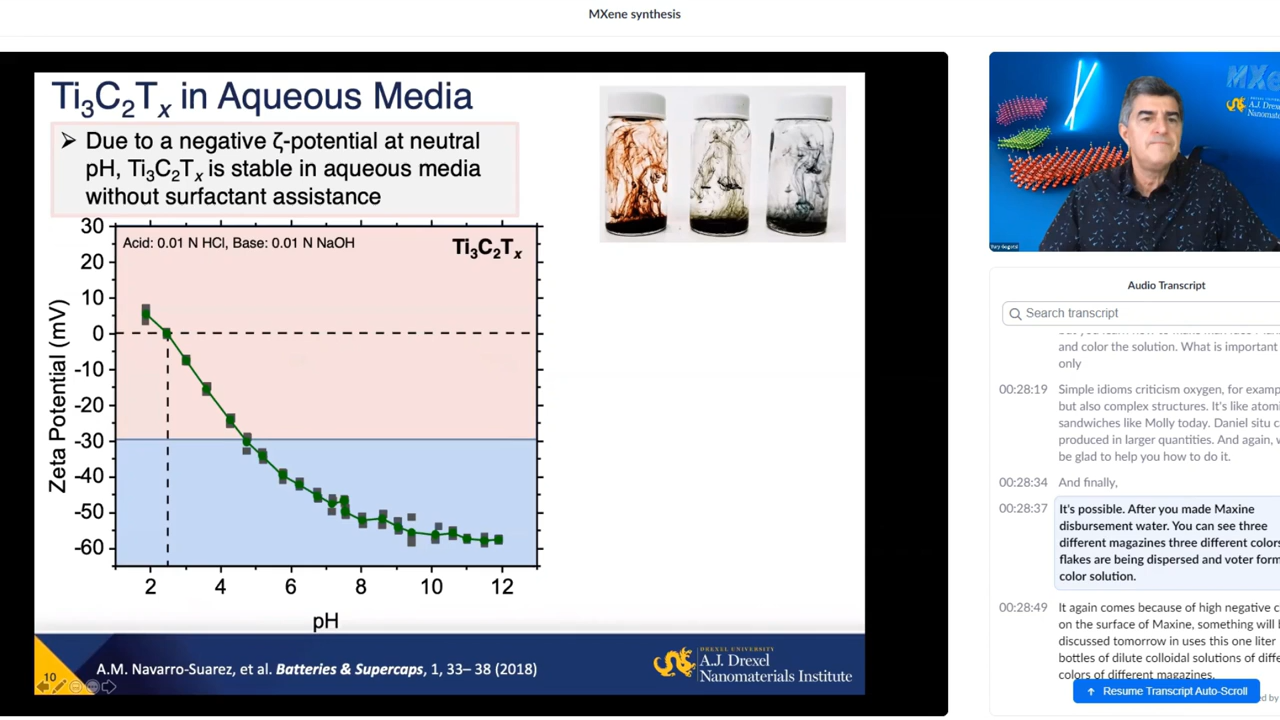 MXene synthesis
Ti₃C₂Tₓ in Aqueous Media
➢ Due to a negative ζ-potential at neutral
pH, Ti₃C₂Tₓ is stable in aqueous media
without surfactant assistance
Acid: 0.01 N HCl, Base: 0.01 N NaOH
Ti₃C₂Tₓ
30
20
10
0
-10
-20
-30
-40
-50
-60
Zeta Potential (mV)
2 4 6 8 10 12
pH
10
A.M. Navarro-Suarez, et al. Batteries & Supercaps, 1, 33– 38 (2018)
DREXEL UNIVERSITY
A.J. Drexel
Nanomaterials Institute
A.J. Drexel
Nanomaterials
Audio Transcript
Search transcript
and color the solution. What is important
only
00:28:19
Simple idioms criticism oxygen, for examp
but also complex structures. It's like atomi
sandwiches like Molly today. Daniel situ c
produced in larger quantities. And again, w
be glad to help you how to do it.
00:28:34
And finally,
00:28:37
It's possible. After you made Maxine
disbursement water. You can see three
different magazines three different colors
flakes are being dispersed and voter form
color solution.
00:28:49
It again comes because of high negative c
on the surface of Maxine, something will b
discussed tomorrow in uses this one liter
bottles of dilute colloidal solutions of diffe
colors of different magazines.
Resume Transcript Auto-Scroll
ed by